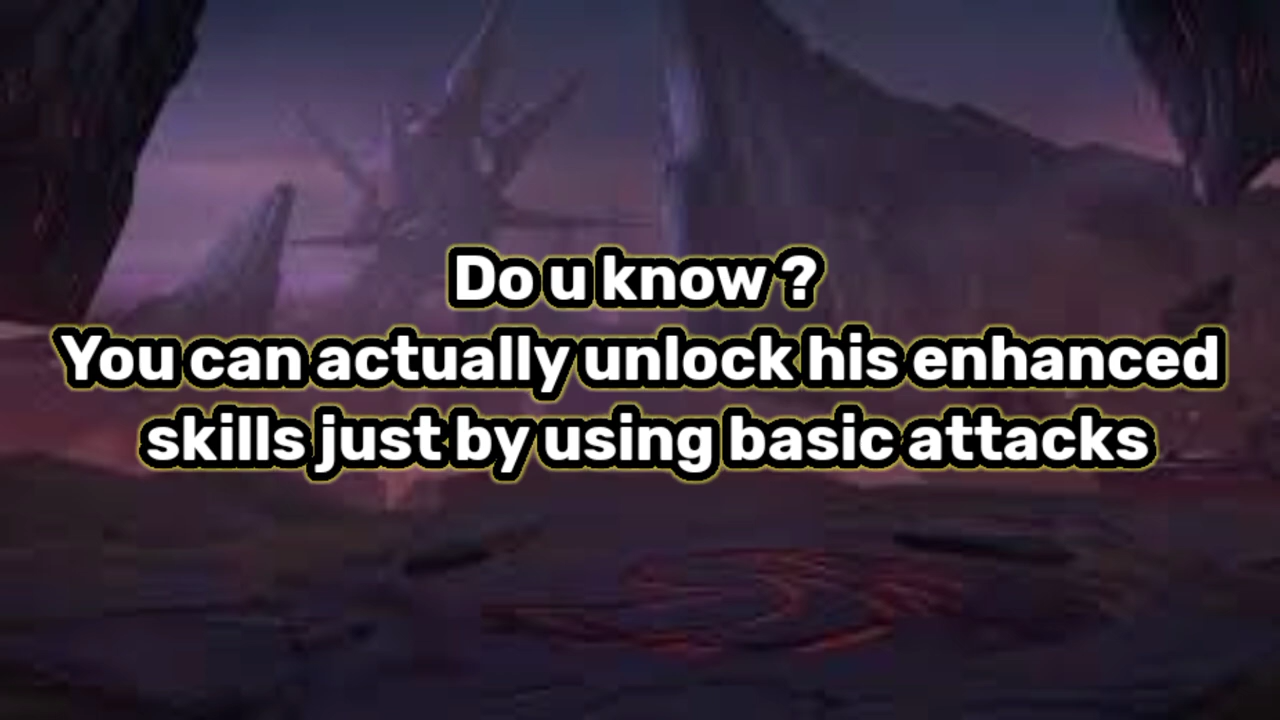 Do u know ?
You can actually unlock his enhanced
skills just by using basic attacks